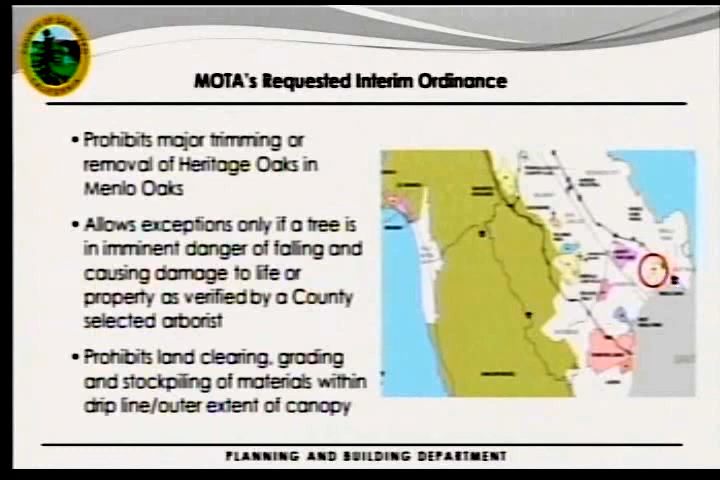 MOTA's Requested Interim Ordinance
• Prohibits major trimming or
removal of Heritage Oaks in
Menlo Oaks
• Allows exceptions only if a tree is
in imminent danger of falling and
causing damage to life or
property as verified by a County
selected arborist
• Prohibits land clearing, grading
and stockpiling of materials within
drip line/outer extent of canopy
PLANNING AND BUILDING DEPARTMENT